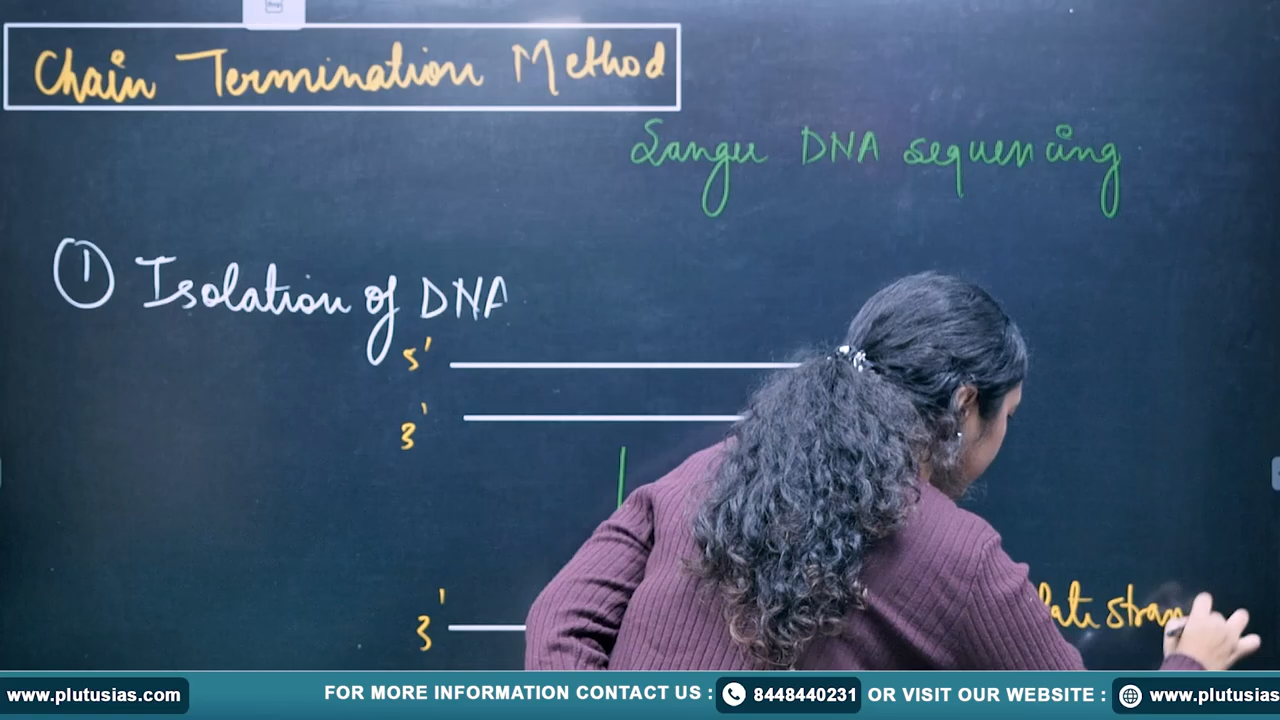 Chain Termination Method
Sanger DNA sequencing
① Isolation of DNA
5'
3'
3'
www.plutusias.com
FOR MORE INFORMATION CONTACT US : 8448440231 OR VISIT OUR WEBSITE : www.plutusias